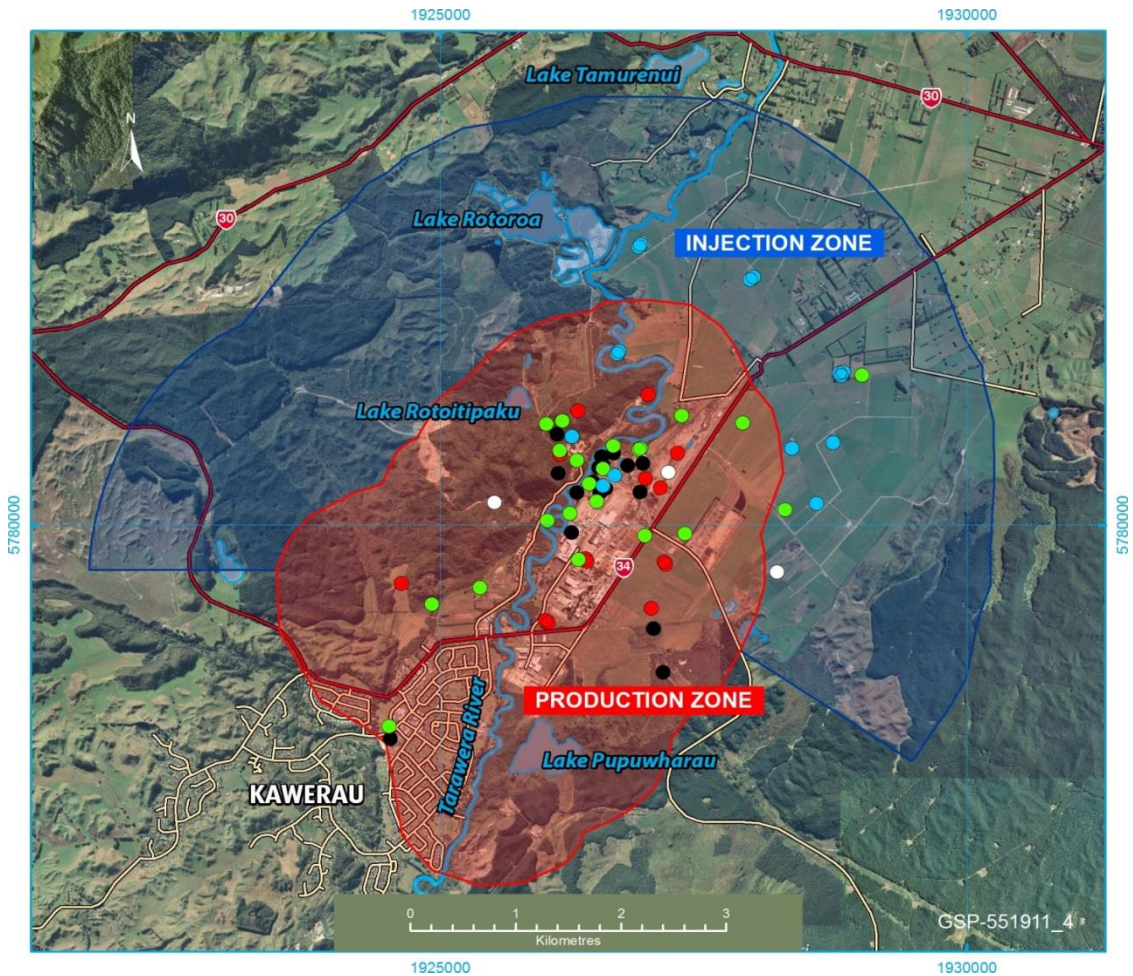 1925000
1930000
Lake Tamurenui
30
N
30
Lake Rotoroa
INJECTION ZONE
Lake Rotoitipaku
5780000
5780000
34
PRODUCTION ZONE
Tarawera River
Lake Pupuwharau
KAWERAU
0 1 2 3
Kilometres
GSP-551911_4
1925000
1930000